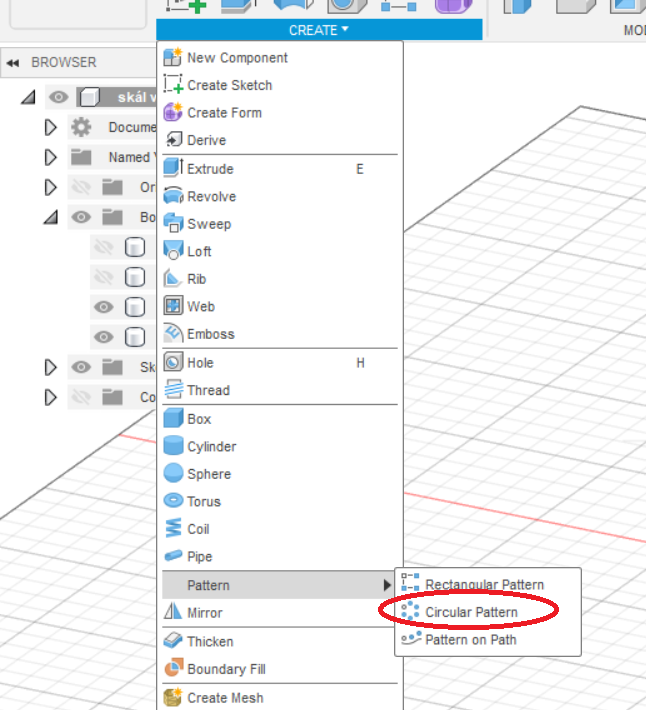 CREATE
MO
BROWSER
skál v
Docume
Named V
Or
Bo
Sk
Co
New Component
Create Sketch
Create Form
Derive
Extrude E
Revolve
Sweep
Loft
Rib
Web
Emboss
Hole H
Thread
Box
Cylinder
Sphere
Torus
Coil
Pipe
Pattern
Rectangular Pattern
Circular Pattern
Pattern on Path
Mirror
Thicken
Boundary Fill
Create Mesh